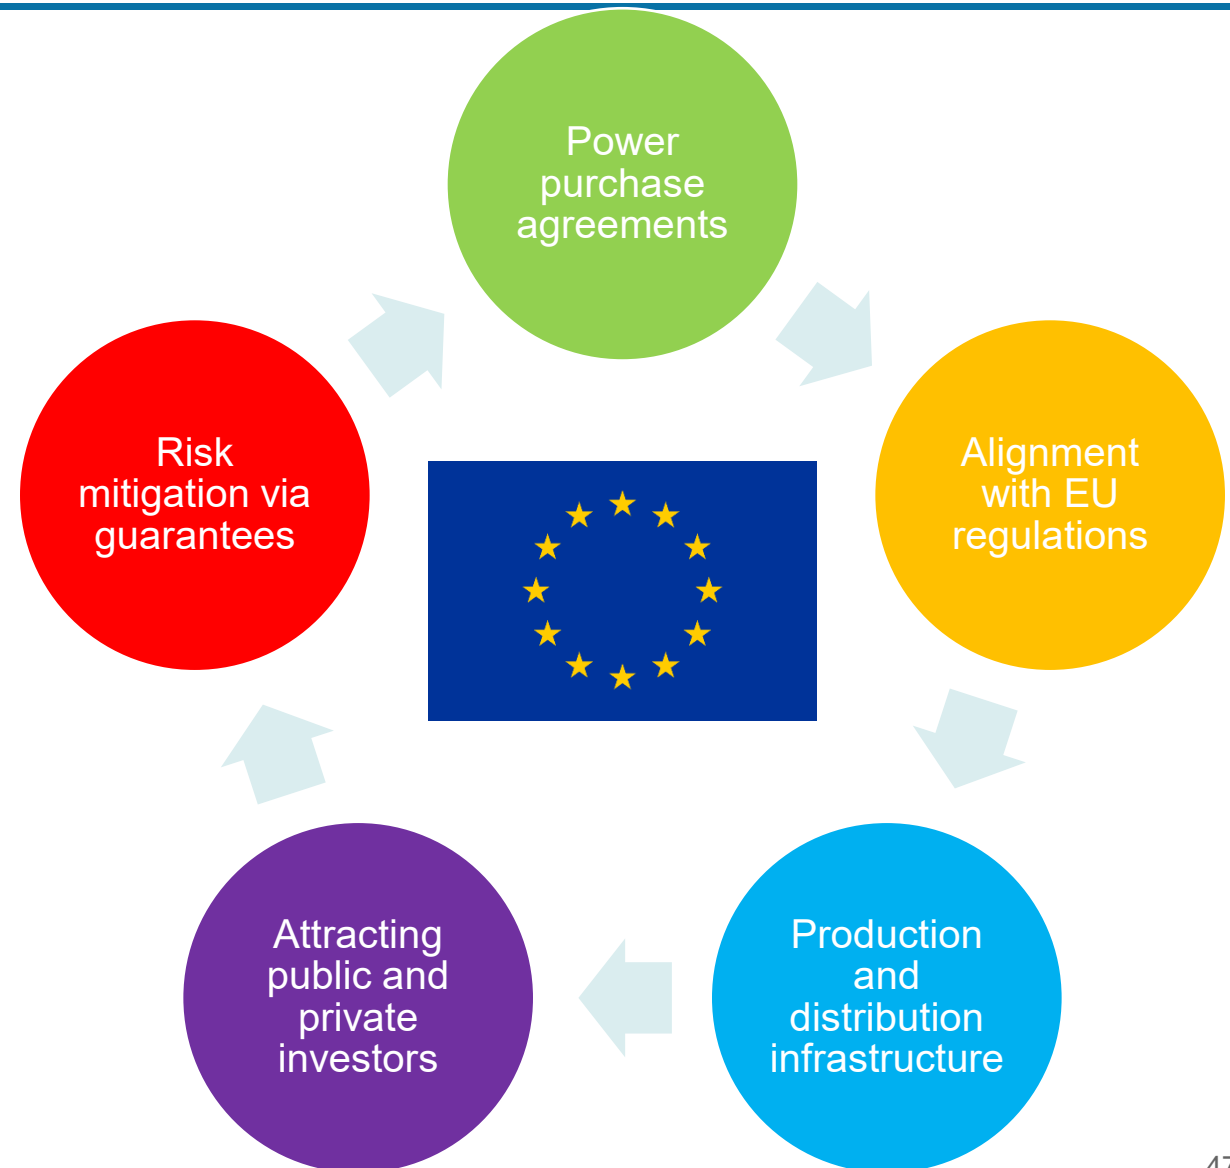 Power
purchase
agreements
Alignment
with EU
regulations
Production
and
distribution
infrastructure
Attracting
public and
private
investors
Risk
mitigation via
guarantees
47